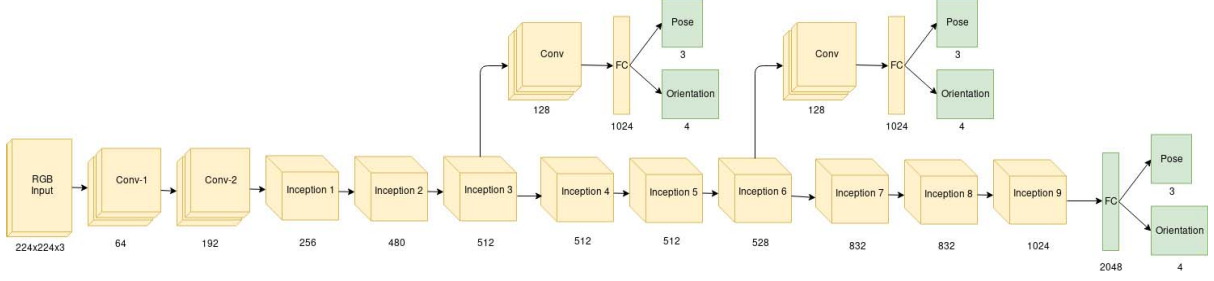 Pose
3
Conv
FC
Orientation
128
1024
4
Pose
3
Conv
FC
Orientation
128
1024
4
RGB
Input
224x224x3
Conv-1
64
Conv-2
192
Inception 1
256
Inception 2
480
Inception 3
512
Inception 4
512
Inception 5
512
Inception 6
528
Inception 7
832
Inception 8
832
Inception 9
1024
FC
2048
Pose
3
Orientation
4